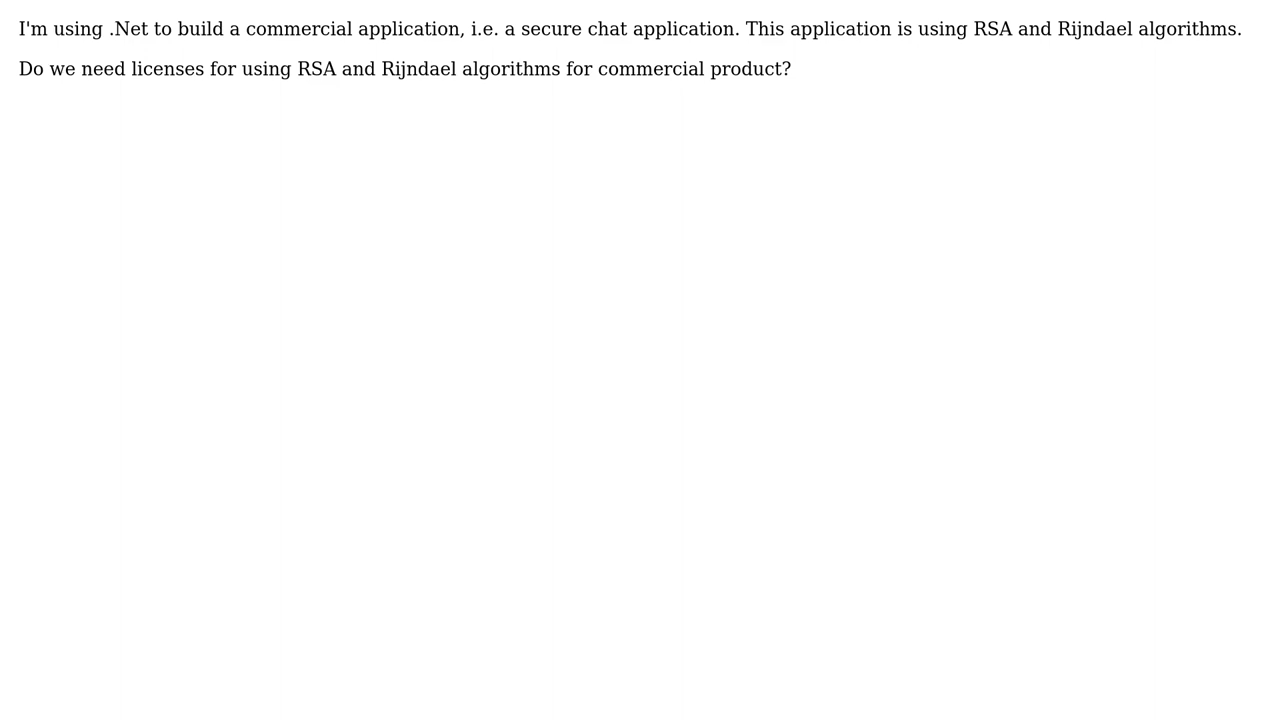 I'm using .Net to build a commercial application, i.e. a secure chat application. This application is using RSA and Rijndael algorithms.
Do we need licenses for using RSA and Rijndael algorithms for commercial product?